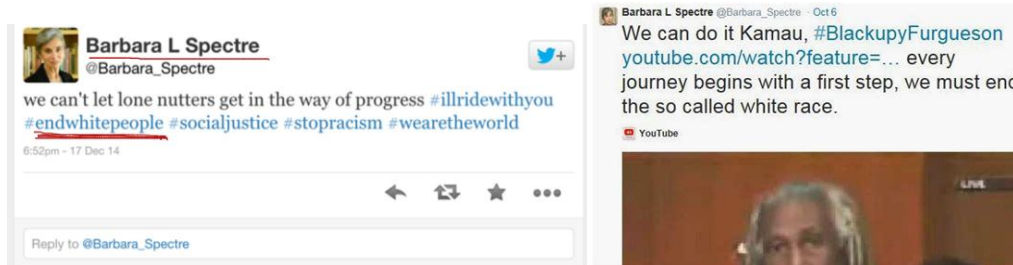 Barbara L Spectre
@Barbara_Spectre
we can't let lone nutters get in the way of progress #illridewithyou
#endwhitepeople #socialjustice #stopracism #wearetheworld
6:52pm - 17 Dec 14
Reply to @Barbara_Spectre
Barbara L Spectre @Barbara_Spectre · Oct 6
We can do it Kamau, #BlackupyFurgueson
youtube.com/watch?feature=... every
journey begins with a first step, we must end
the so called white race.
YouTube
LIVE